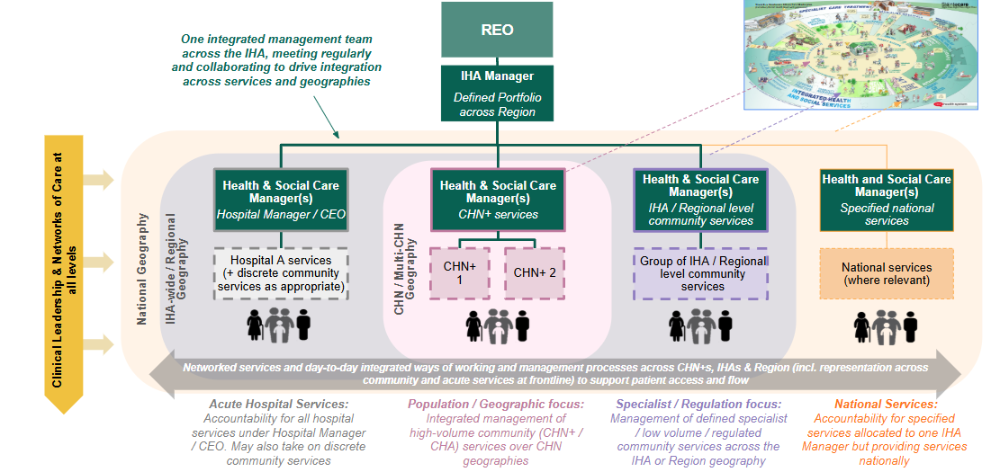 REO
One integrated management team
across the IHA, meeting regularly
and collaborating to drive integration
across services and geographies
IHA Manager
Defined Portfolio
across Region
SPECIALIST CARE TREATMENT
INTEGRATED HEALTH
AND SOCIAL SERVICES
Clinical Leadership & Networks of Care at
all levels
National Geography
IHA-wide / Regional
Geography
Health & Social Care
Manager(s)
Hospital Manager / CEO
Hospital A services
(+ discrete community
services as appropriate)
CHN / Multi-CHN
Geography
Health & Social Care
Manager(s)
CHN+ services
CHN+
1
CHN+ 2
Health & Social Care
Manager(s)
IHA / Regional level
community services
Group of IHA / Regional
level community
services
Health and Social Care
Manager(s)
Specified national
services
National services
(where relevant)
Networked services and day-to-day integrated ways of working and management processes across CHN+s, IHAs & Region (incl. representation across
community and acute services at frontline) to support patient access and flow
Acute Hospital Services:
Accountability for all hospital
services under Hospital Manager
/ CEO. May also take on discrete
community services
Population / Geographic focus:
Integrated management of
high-volume community (CHN+ /
CHA) services over CHN
geographies
Specialist / Regulation focus:
Management of defined specialist
/ low volume / regulated
community services across the
IHA or Region geography
National Services:
Accountability for specified
services allocated to one IHA
Manager but providing services
nationally